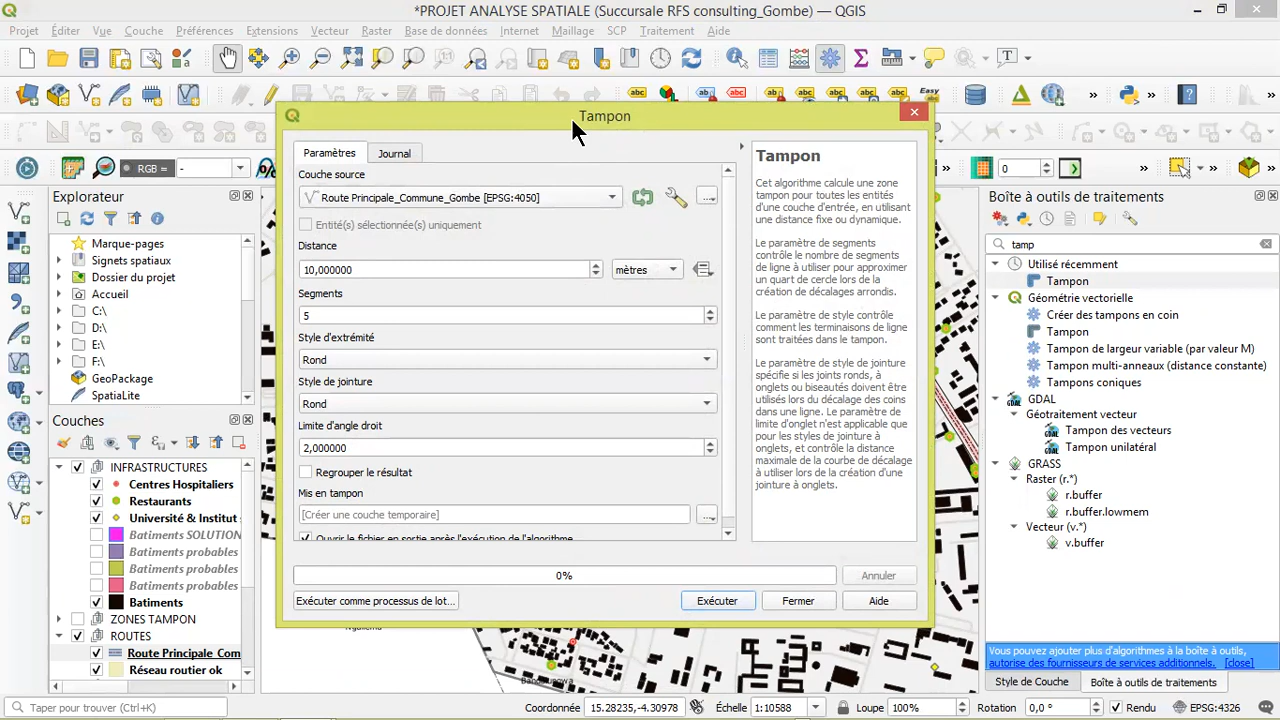 *PROJET ANALYSE SPATIALE (Succursale RFS consulting_Gombe) — QGIS
Projet Éditer Vue Couche Préférences Extensions Vecteur Raster Base de données Internet Maillage SCP Traitement Aide
RGB = -
0
Tampon
Paramètres Journal
Couche source
Route Principale_Commune_Gombe [EPSG:4050]
Entité(s) sélectionnée(s) uniquement
Distance
10,000000 mètres
Segments
5
Style d'extrémité
Rond
Style de jointure
Rond
Limite d'angle droit
2,000000
Regrouper le résultat
Mis en tampon
[Créer une couche temporaire]
Ouvrir le fichier en sortie après l'exécution de l'algorithme
0%
Annuler
Exécuter comme processus de lot...
Exécuter
Fermer
Aide
Tampon
Cet algorithme calcule une zone
tampon pour toutes les entités
d'une couche d'entrée, en utilisant
une distance fixe ou dynamique.
Le paramètre de segments
contrôle le nombre de segments
de ligne à utiliser pour approximer
un quart de cercle lors de la
création de décalages arrondis.
Le paramètre de style contrôle
comment les terminaisons de ligne
sont traitées dans le tampon.
Le paramètre de style de jointure
spécifie si les joints ronds, à
onglets ou biseautés doivent être
utilisés lors du décalage des coins
dans une ligne. Le paramètre de
limite d'onglet n'est applicable que
pour les styles de jointure à
onglets, et contrôle la distance
maximale de la courbe de décalage
à utiliser lors de la création d'une
jointure à onglets.
Explorateur
Marque-pages
Signets spatiaux
Dossier du projet
Accueil
C:\
D:\
E:\
F:\
GeoPackage
SpatiaLite
Couches
INFRASTRUCTURES
Centres Hospitaliers
Restaurants
Université & Institut
Batiments SOLUTION
Batiments probables
Batiments probables
Batiments probables
Batiments
ZONES TAMPON
ROUTES
Route Principale_Com
Réseau routier ok
Boîte à outils de traitements
tamp
Utilisé récemment
Tampon
Géométrie vectorielle
Créer des tampons en coin
Tampon
Tampon de largeur variable (par valeur M)
Tampon multi-anneaux (distance constante)
Tampons coniques
GDAL
Géotraitement vecteur
Tampon des vecteurs
Tampon unilatéral
GRASS
Raster (r.*)
r.buffer
r.buffer.lowmem
Vecteur (v.*)
v.buffer
Vous pouvez ajouter plus d'algorithmes à la boîte à outils,
autorise des fournisseurs de services additionnels. [close]
Style de Couche Boîte à outils de traitements
Taper pour trouver (Ctrl+K) Coordonnée 15.28235,-4.30978 Échelle 1:10588 Loupe 100% Rotation 0,0 ° Rendu EPSG:4326